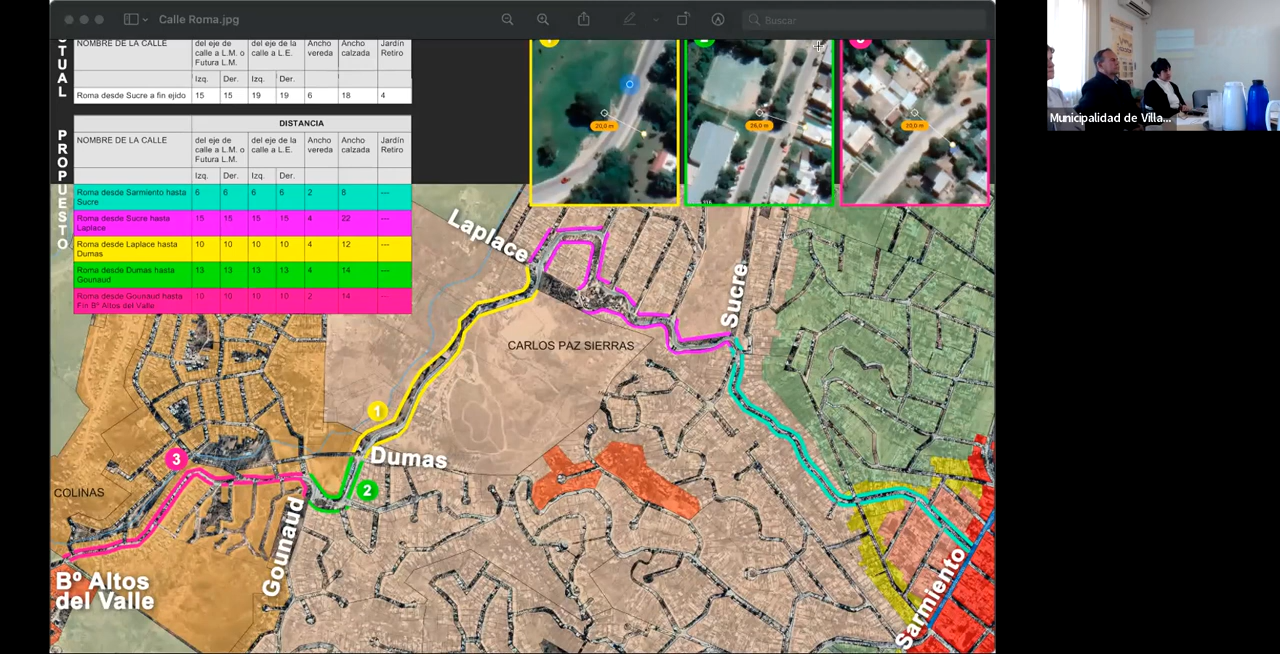 Calle Roma.jpg
Buscar
CTUAL
NOMBRE DE LA CALLE
del eje de calle a L.M. o Futura L.M.
del eje de la calle a L.E.
Ancho vereda
Ancho calzada
Jardín Retiro
Izq. Der. Izq. Der.
Roma desde Sucre a fin ejido 15 15 19 19 6 18 4
PROPUESTO
DISTANCIA
NOMBRE DE LA CALLE
del eje de calle a L.M. o Futura L.M.
del eje de la calle a L.E.
Ancho vereda
Ancho calzada
Jardín Retiro
Izq. Der. Izq. Der.
Roma desde Sarmiento hasta Sucre 6 6 6 6 2 8 ---
Roma desde Sucre hasta Laplace 15 15 15 15 4 22 ---
Roma desde Laplace hasta Dumas 10 10 10 10 4 12 ---
Roma desde Dumas hasta Gounaud 13 13 13 13 4 14 ---
Roma desde Gounaud hasta Fin Bº Altos del Valle 10 10 10 10 2 14 ---
20,0 m
26,0 m
Municipalidad de Villa...
Laplace
Sucre
CARLOS PAZ SIERRAS
1
Dumas
3
2
COLINAS
Gounaud
Bº Altos
del Valle
Sarmiento